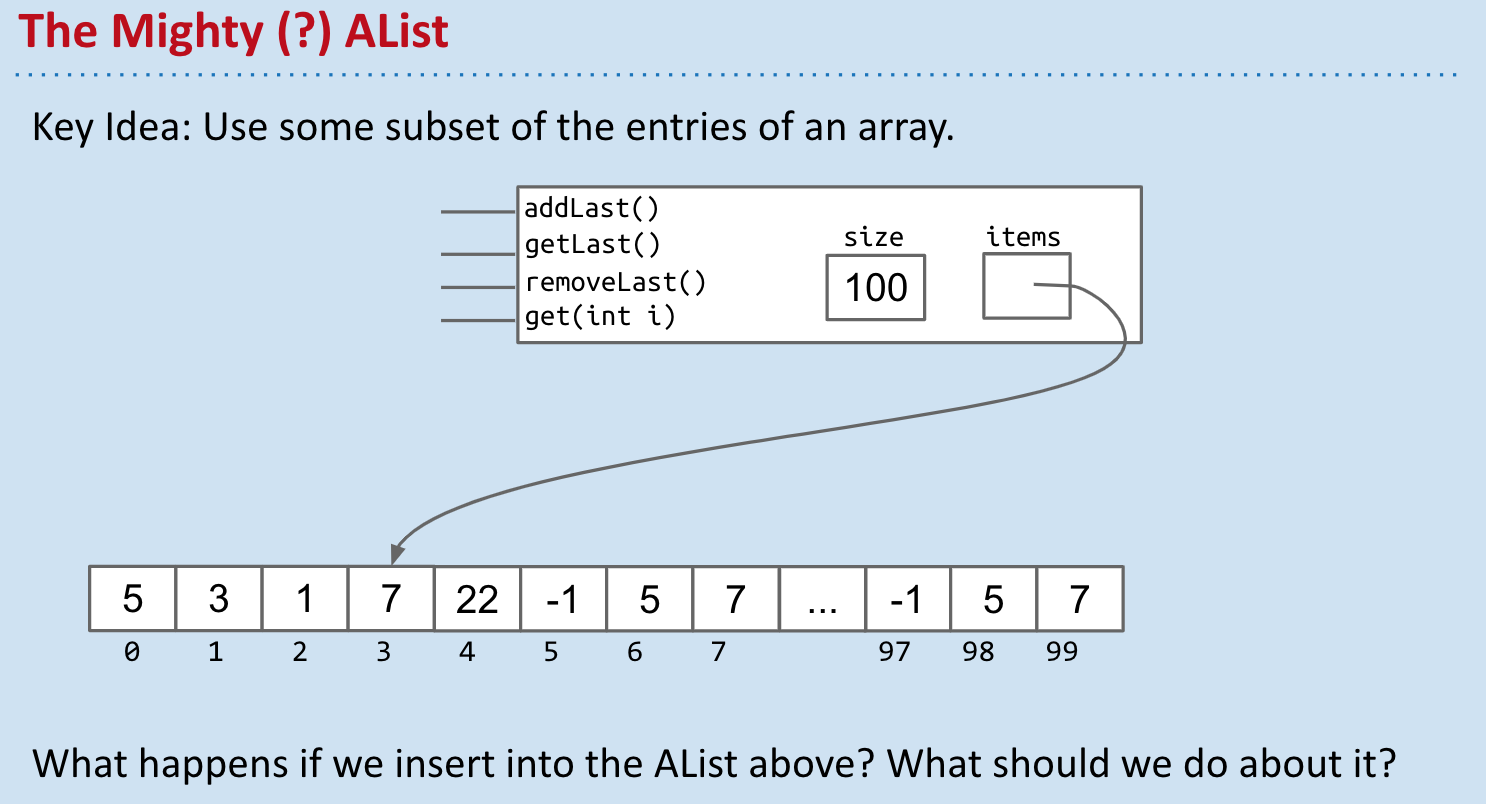 The Mighty (?) AList
Key Idea: Use some subset of the entries of an array.
addLast()
getLast()
removeLast()
get(int i)
size
items
100
5 3 1 7 22 -1 5 7 ... -1 5 7
0 1 2 3 4 5 6 7 97 98 99
What happens if we insert into the AList above? What should we do about it?